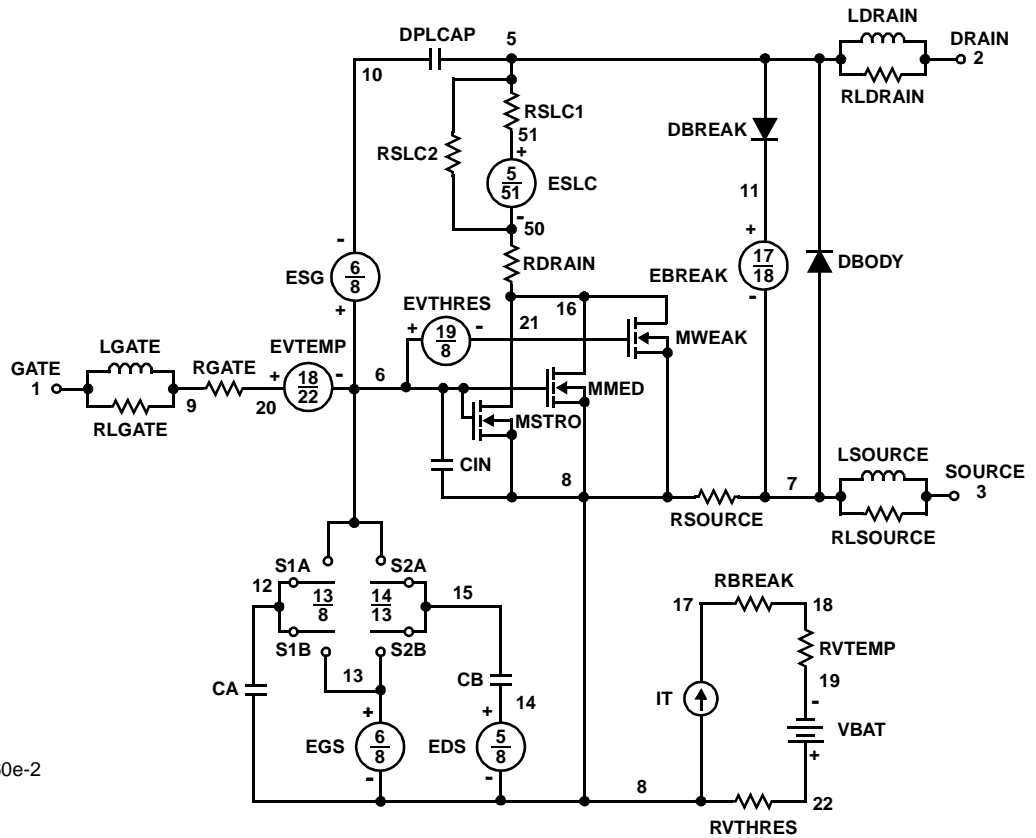 LDRAIN
DPLCAP 5 DRAIN
10 2
RLDRAIN
RSLC1
51
DBREAK
RSLC2
+
5
51
ESLC
11
-
50
+
-
RDRAIN
17
18
ESG
6
8
EBREAK
DBODY
EVTHRES
16
-
+
+
19
8
-
21
MWEAK
LGATE
EVTEMP
GATE
RGATE
1
+
18
22
-
6
MMED
9
20
MSTRO
RLGATE
LSOURCE
CIN
8
7
SOURCE
3
RSOURCE
RLSOURCE
S1A
S2A
12
13
8
14
13
15
RBREAK
17
18
S1B
S2B
RVTEMP
13
CB
19
CA
14
IT
-
+
+
VBAT
EGS
6
8
EDS
5
8
+
-
-
8
22
RVTHRES
60e-2